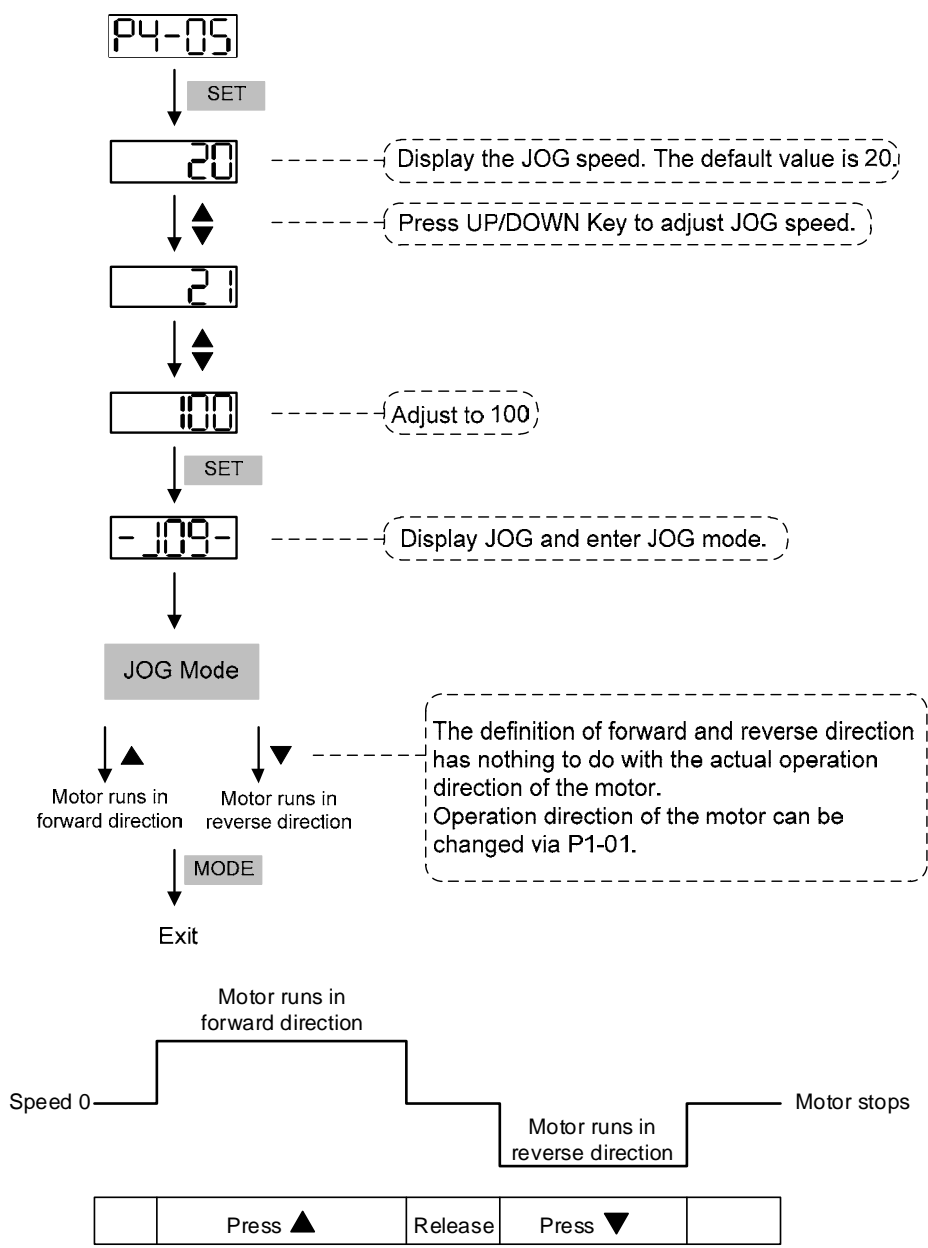 P4-05
SET
20
Display the JOG speed. The default value is 20.
Press UP/DOWN Key to adjust JOG speed.
21
100
Adjust to 100
SET
-JOG-
Display JOG and enter JOG mode.
JOG Mode
The definition of forward and reverse direction
has nothing to do with the actual operation
direction of the motor.
Operation direction of the motor can be
changed via P1-01.
Motor runs in
forward direction
Motor runs in
reverse direction
MODE
Exit
Motor runs in
forward direction
Speed 0
Motor stops
Motor runs in
reverse direction
Press ▲
Release
Press ▼